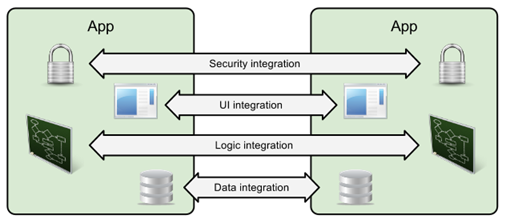 App
App
Security integration
UI integration
Logic integration
Data integration